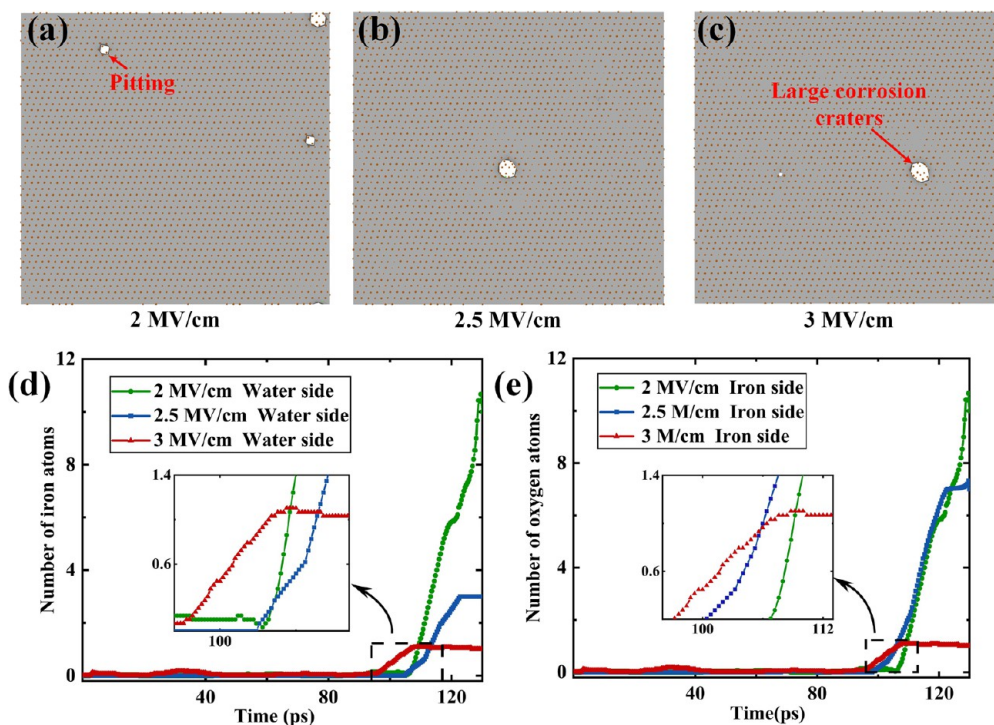 (a)
Pitting
2 MV/cm
(b)
2.5 MV/cm
(c)
Large corrosion
craters
3 MV/cm
(d)
Number of iron atoms
12
8
4
0
2 MV/cm Water side
2.5 MV/cm Water side
3 MV/cm Water side
1.4
0.6
100
40
80
120
Time (ps)
(e)
Number of oxygen atoms
12
8
4
0
2 MV/cm Iron side
2.5 M/cm Iron side
3 M/cm Iron side
1.4
0.6
100
112
40
80
120
Time(ps)